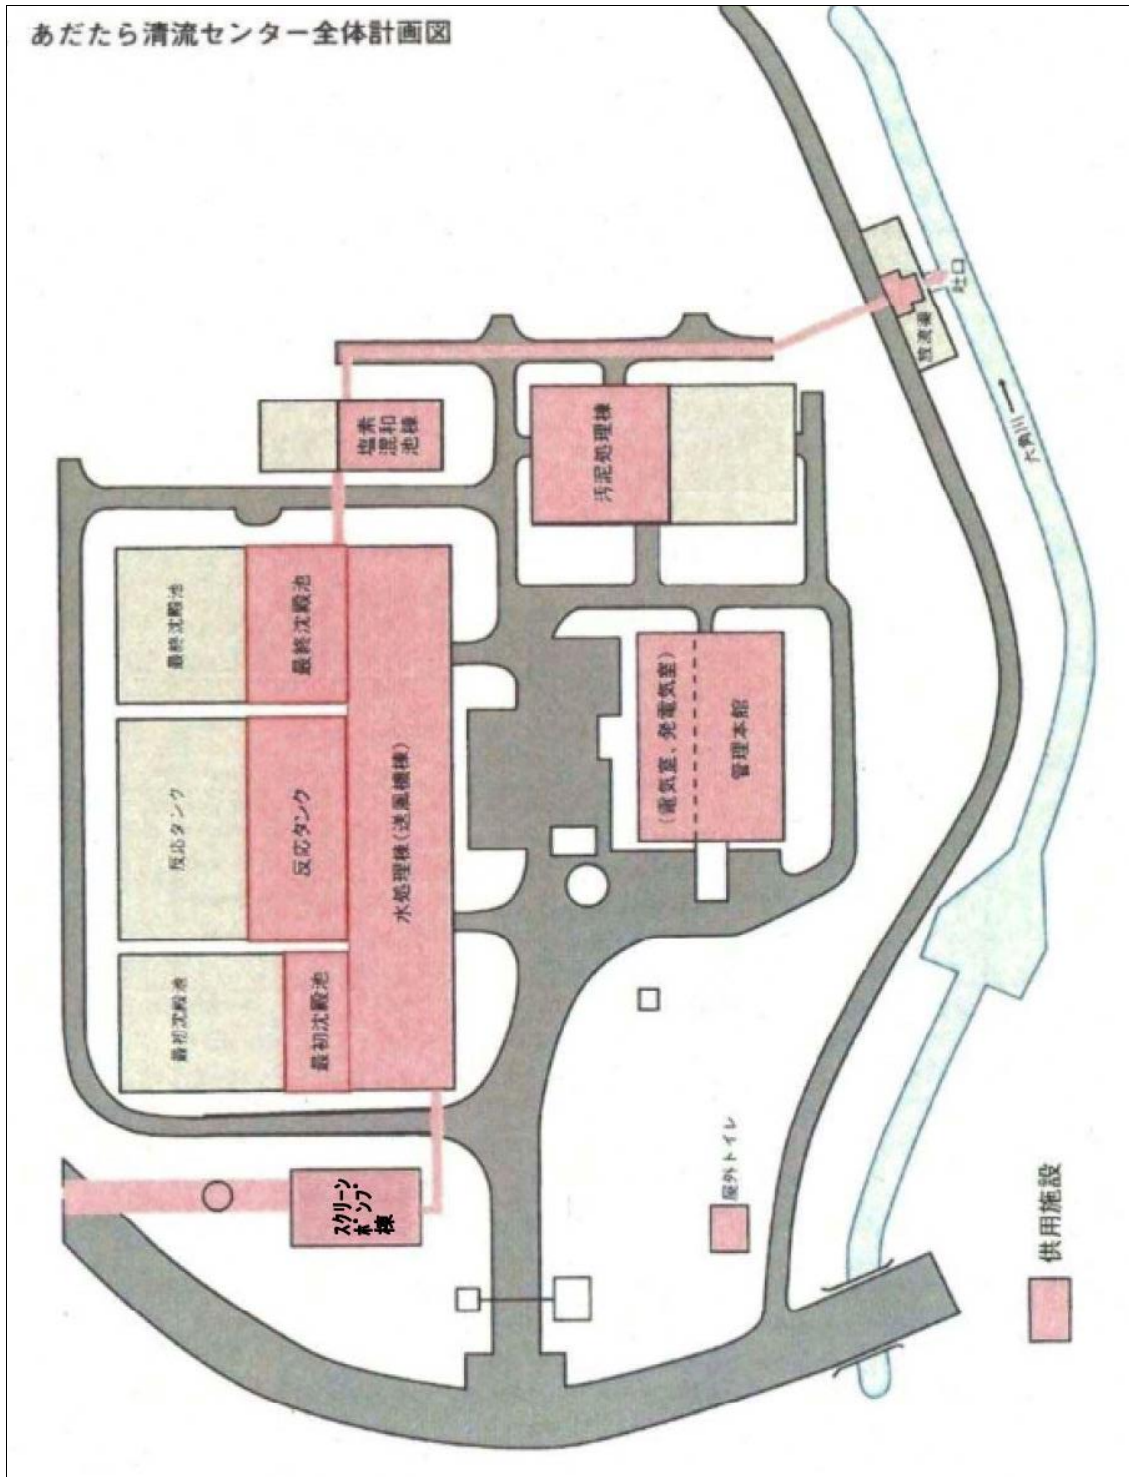 あだたら清流センター全体計画図
吐口
放流渠
六角川
塩素
混和
池棟
汚泥処理棟
最終沈殿池
最終沈殿池
(電気室、発電気室)
管理本館
反応タンク
反応タンク
水処理棟(送風機棟)
最初沈殿池
最初沈殿池
屋外トイレ
スクリーン
ポンプ
棟
供用施設